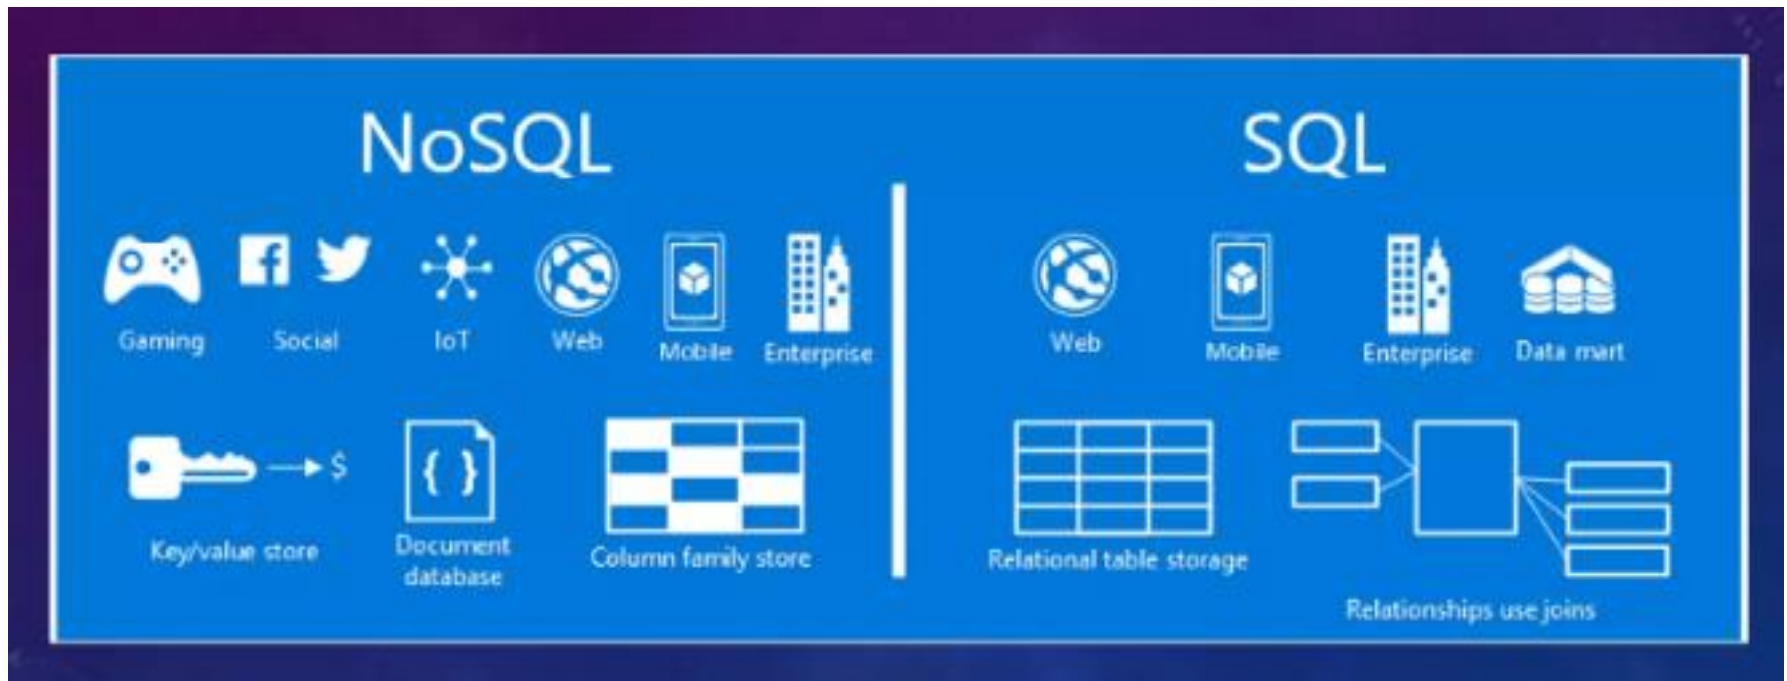 NoSQL
Gaming
Social
IoT
Web
Mobile
Enterprise
$
{ }
Key/value store
Document
database
Column family store
SQL
Web
Mobile
Enterprise
Data mart
Relational table storage
Relationships use joins